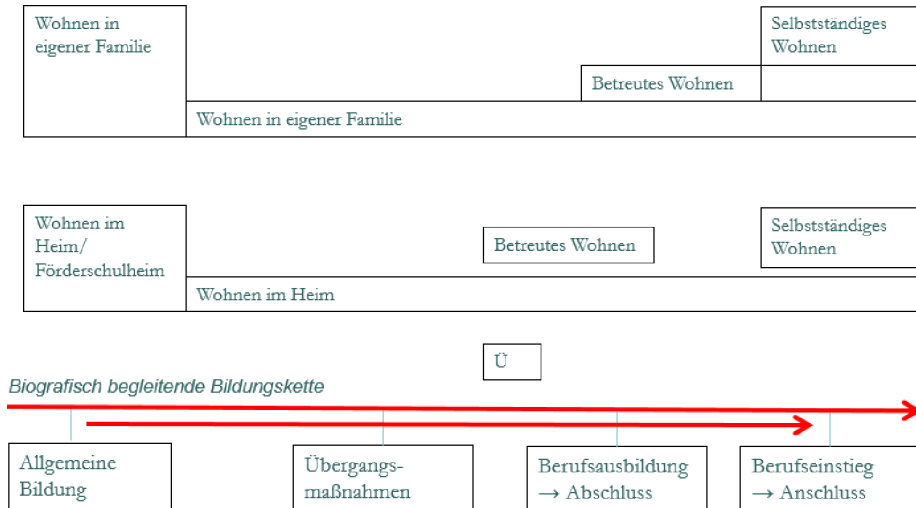 Wohnen in
eigener Familie
Selbstständiges
Wohnen
Betreutes Wohnen
Wohnen in eigener Familie
Wohnen im
Heim/
Förderschulheim
Betreutes Wohnen
Selbstständiges
Wohnen
Wohnen im Heim
Ü
Biografisch begleitende Bildungskette
Allgemeine
Bildung
Übergangs-
maßnahmen
Berufsausbildung
→ Abschluss
Berufseinstieg
→ Anschluss